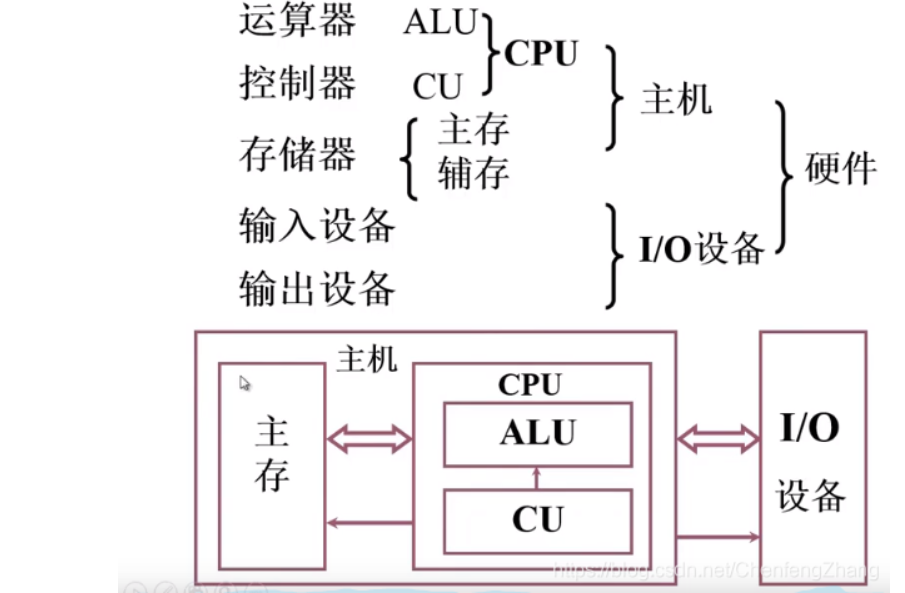 运算器 ALU
CPU
控制器 CU
主机
存储器 主存
辅存
硬件
输入设备
I/O设备
输出设备
主机
CPU
主存
ALU
CU
I/O
设备
https://blog.csdn.net/ChenfengZhang